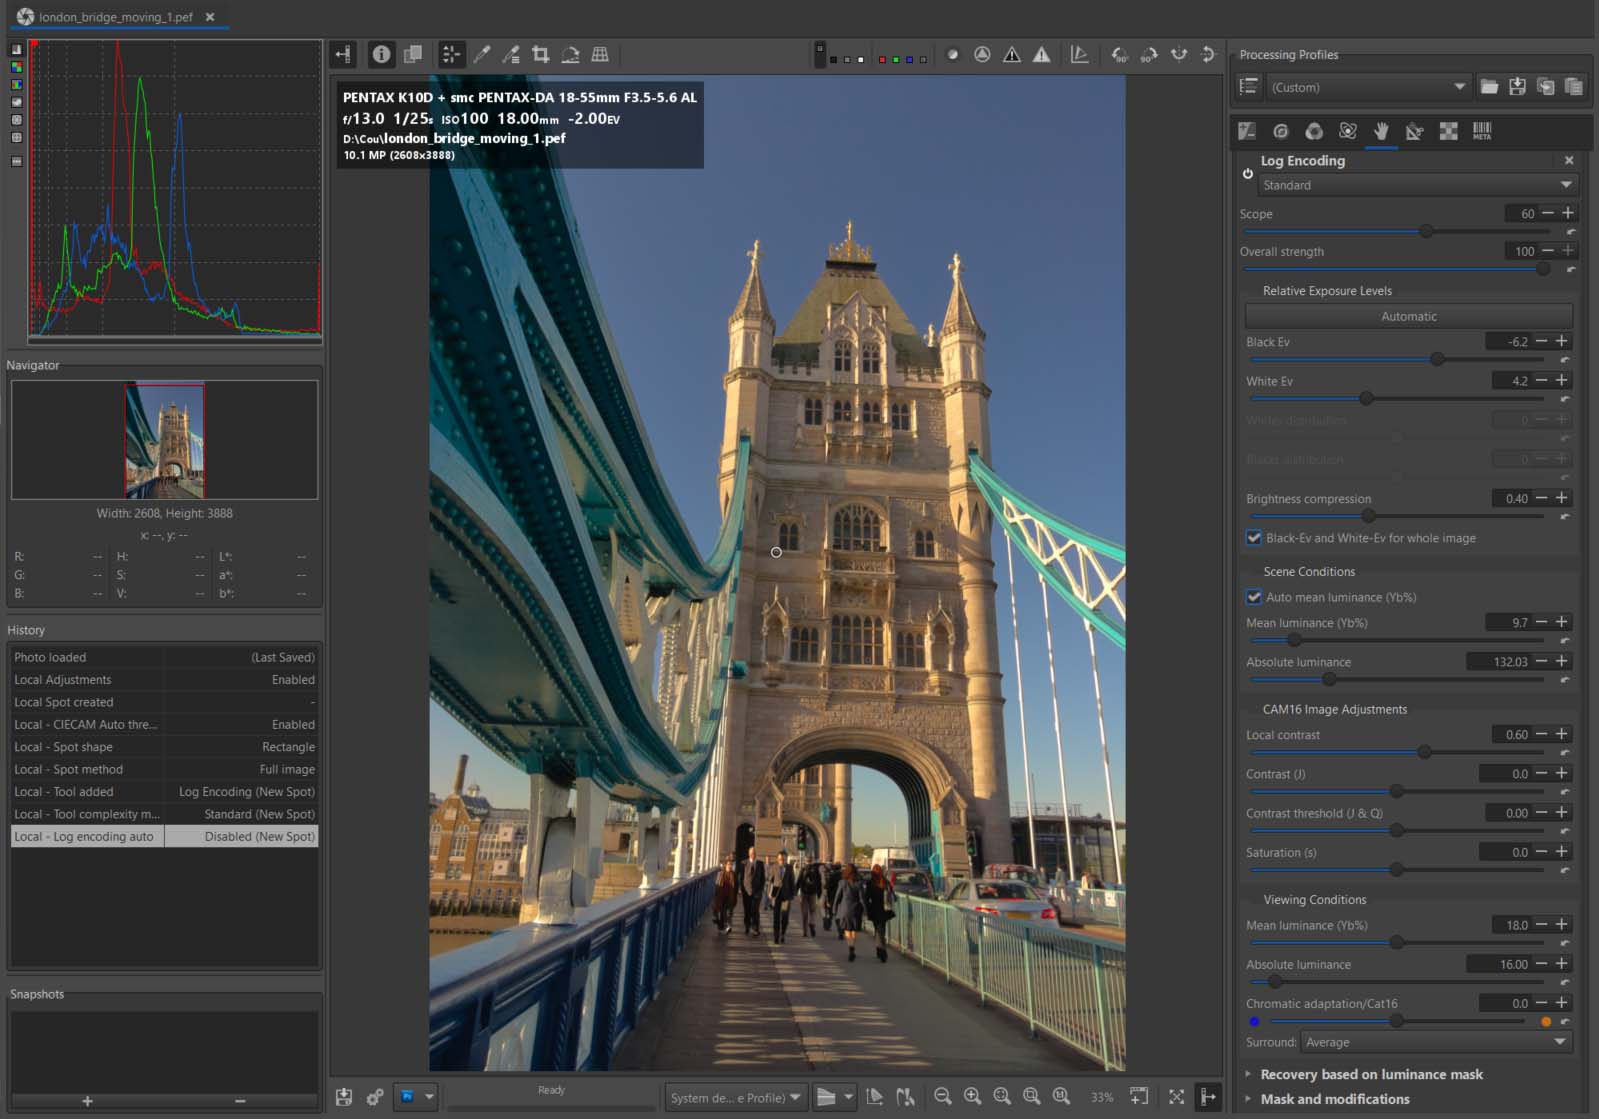 london_bridge_moving_1.pef
PENTAX K10D + smc PENTAX-DA 18-55mm F3.5-5.6 AL
f/13.0 1/25s ISO100 18.00mm -2.00EV
D:\Cou\london_bridge_moving_1.pef
10.1 MP (2608x3888)
Navigator
Width: 2608, Height: 3888
x: --, y: --
R: -- H: -- L*: --
G: -- S: -- a*: --
B: -- V: -- b*: --
History
Photo loaded (Last Saved)
Local Adjustments Enabled
Local Spot created -
Local - CIECAM Auto thre... Enabled
Local - Spot shape Rectangle
Local - Spot method Full image
Local - Tool added Log Encoding (New Spot)
Local - Tool complexity m... Standard (New Spot)
Local - Log encoding auto Disabled (New Spot)
Snapshots
Ready
System de... e Profile)
33%
90° 90°
Processing Profiles
(Custom)
META
Log Encoding
Standard
Scope 60
Overall strength 100
Relative Exposure Levels
Automatic
Black Ev -6.2
White Ev 4.2
Whites distribution 0
Blacks distribution 0
Brightness compression 0.40
Black-Ev and White-Ev for whole image
Scene Conditions
Auto mean luminance (Yb%)
Mean luminance (Yb%) 9.7
Absolute luminance 132.03
CAM16 Image Adjustments
Local contrast 0.60
Contrast (J) 0.0
Contrast threshold (J & Q) 0.00
Saturation (s) 0.0
Viewing Conditions
Mean luminance (Yb%) 18.0
Absolute luminance 16.00
Chromatic adaptation/Cat16 0.0
Surround: Average
Recovery based on luminance mask
Mask and modifications